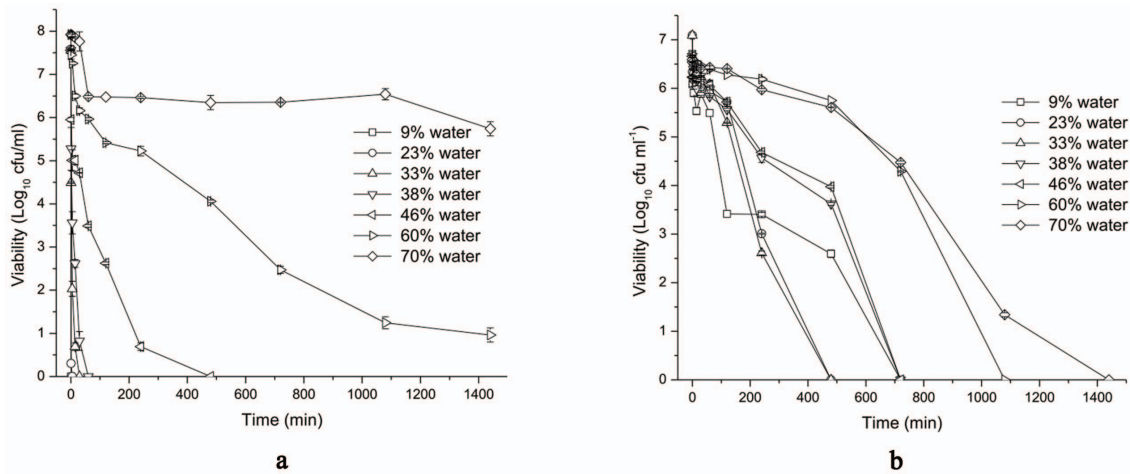 8
7
6
5
4
3
2
1
0
Viability (Log10 cfu/ml)
9% water
23% water
33% water
38% water
46% water
60% water
70% water
0 200 400 600 800 1000 1200 1400
Time (min)
a
7
6
5
4
3
2
1
0
Viability (Log10 cfu ml-1)
9% water
23% water
33% water
38% water
46% water
60% water
70% water
0 200 400 600 800 1000 1200 1400
Time (min)
b